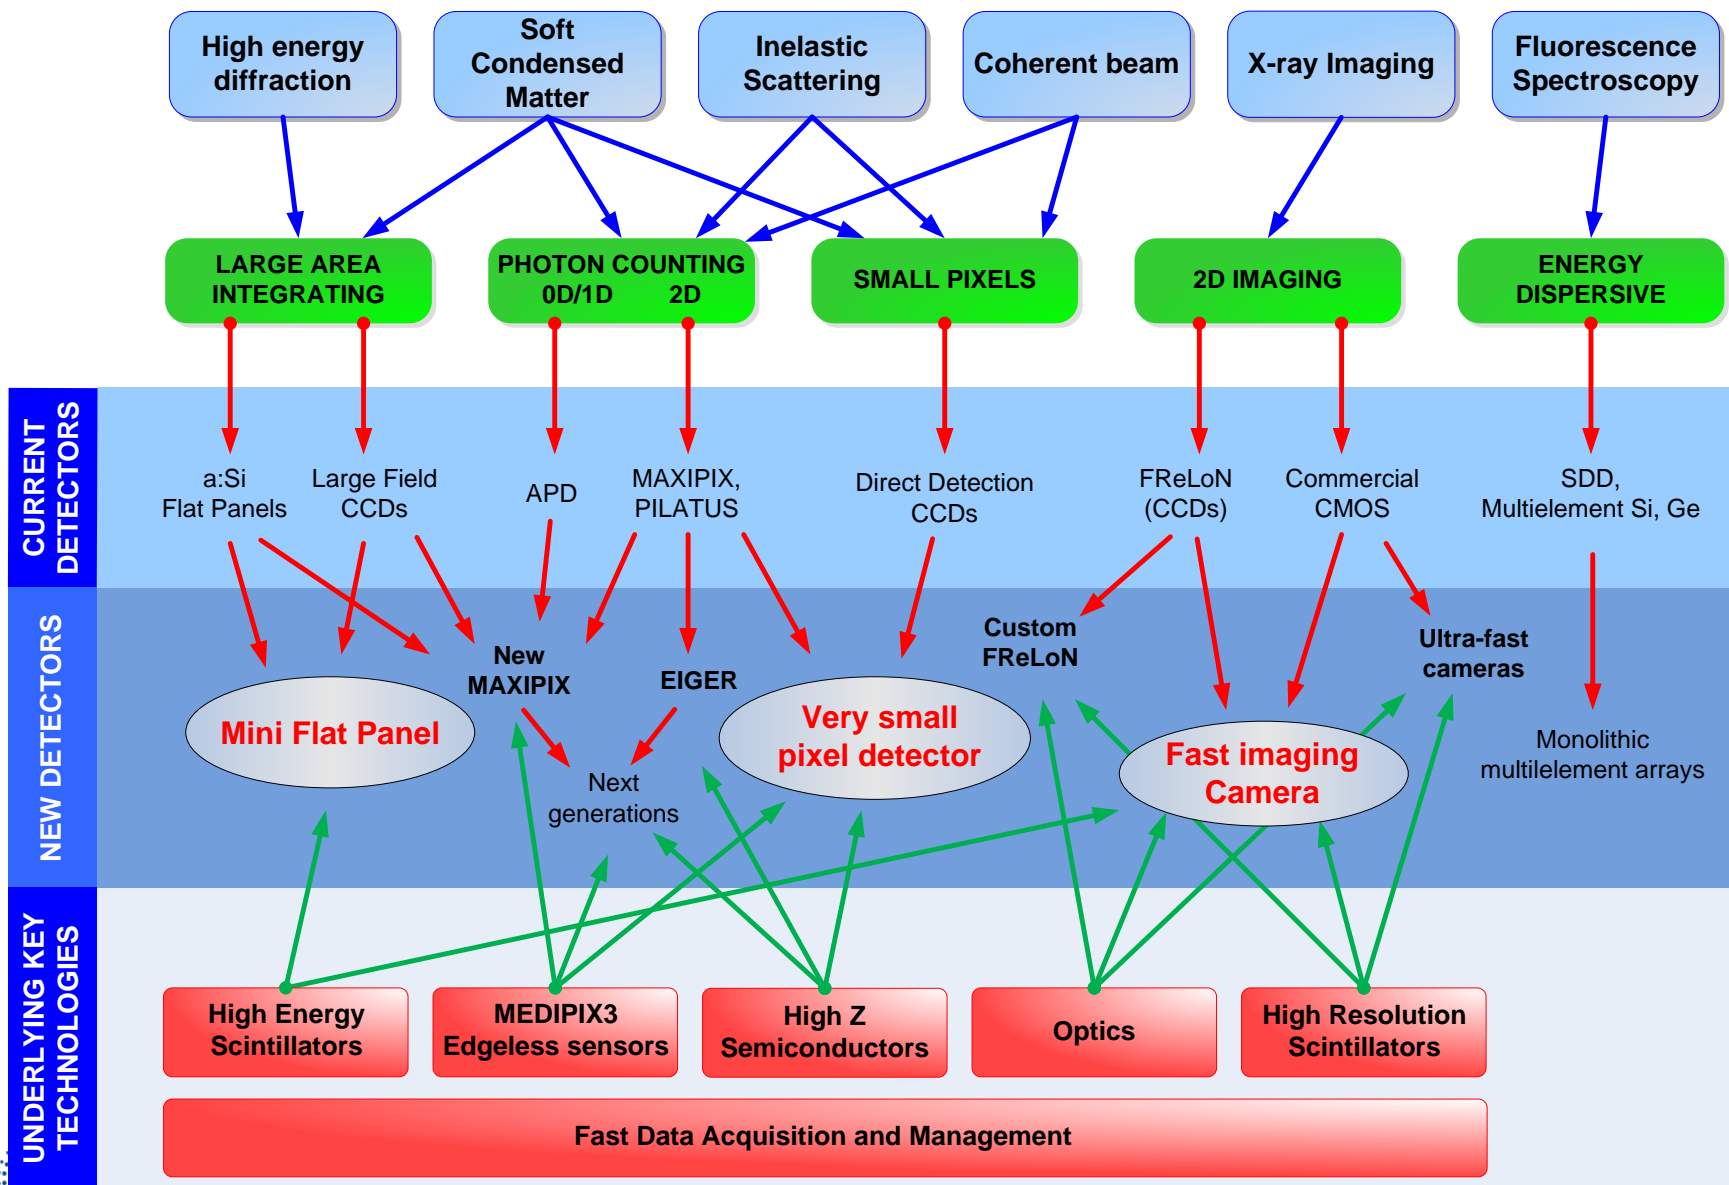 High energy
diffraction
Soft
Condensed
Matter
Inelastic
Scattering
Coherent beam
X-ray Imaging
Fluorescence
Spectroscopy
LARGE AREA
INTEGRATING
PHOTON COUNTING
0D/1D 2D
SMALL PIXELS
2D IMAGING
ENERGY
DISPERSIVE
CURRENT
DETECTORS
a:Si
Flat Panels
Large Field
CCDs
APD
MAXIPIX,
PILATUS
Direct Detection
CCDs
FReLoN
(CCDs)
Commercial
CMOS
SDD,
Multielement Si, Ge
NEW DETECTORS
Mini Flat Panel
New
MAXIPIX
EIGER
Next
generations
Very small
pixel detector
Custom
FReLoN
Fast imaging
Camera
Ultra-fast
cameras
Monolithic
multilelement arrays
UNDERLYING KEY
TECHNOLOGIES
High Energy
Scintillators
MEDIPIX3
Edgeless sensors
High Z
Semiconductors
Optics
High Resolution
Scintillators
Fast Data Acquisition and Management